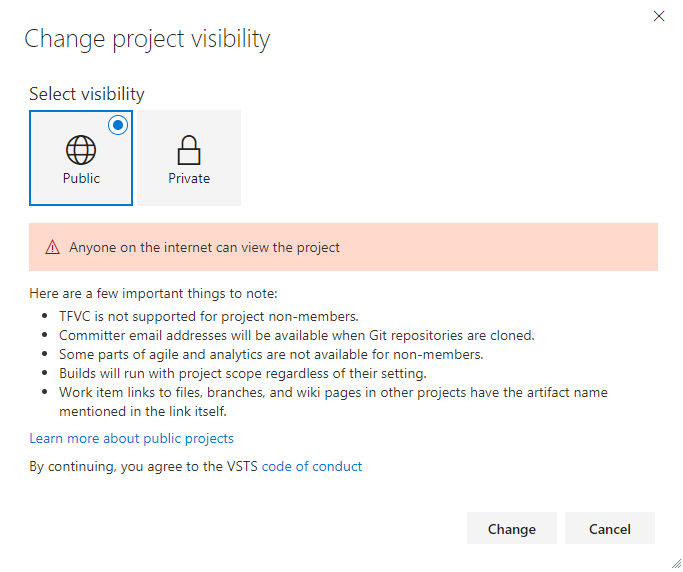 Change project visibility
Select visibility
Public
Private
Anyone on the internet can view the project
Here are a few important things to note:
• TFVC is not supported for project non-members.
• Committer email addresses will be available when Git repositories are cloned.
• Some parts of agile and analytics are not available for non-members.
• Builds will run with project scope regardless of their setting.
• Work item links to files, branches, and wiki pages in other projects have the artifact name
mentioned in the link itself.
Learn more about public projects
By continuing, you agree to the VSTS code of conduct
Change
Cancel